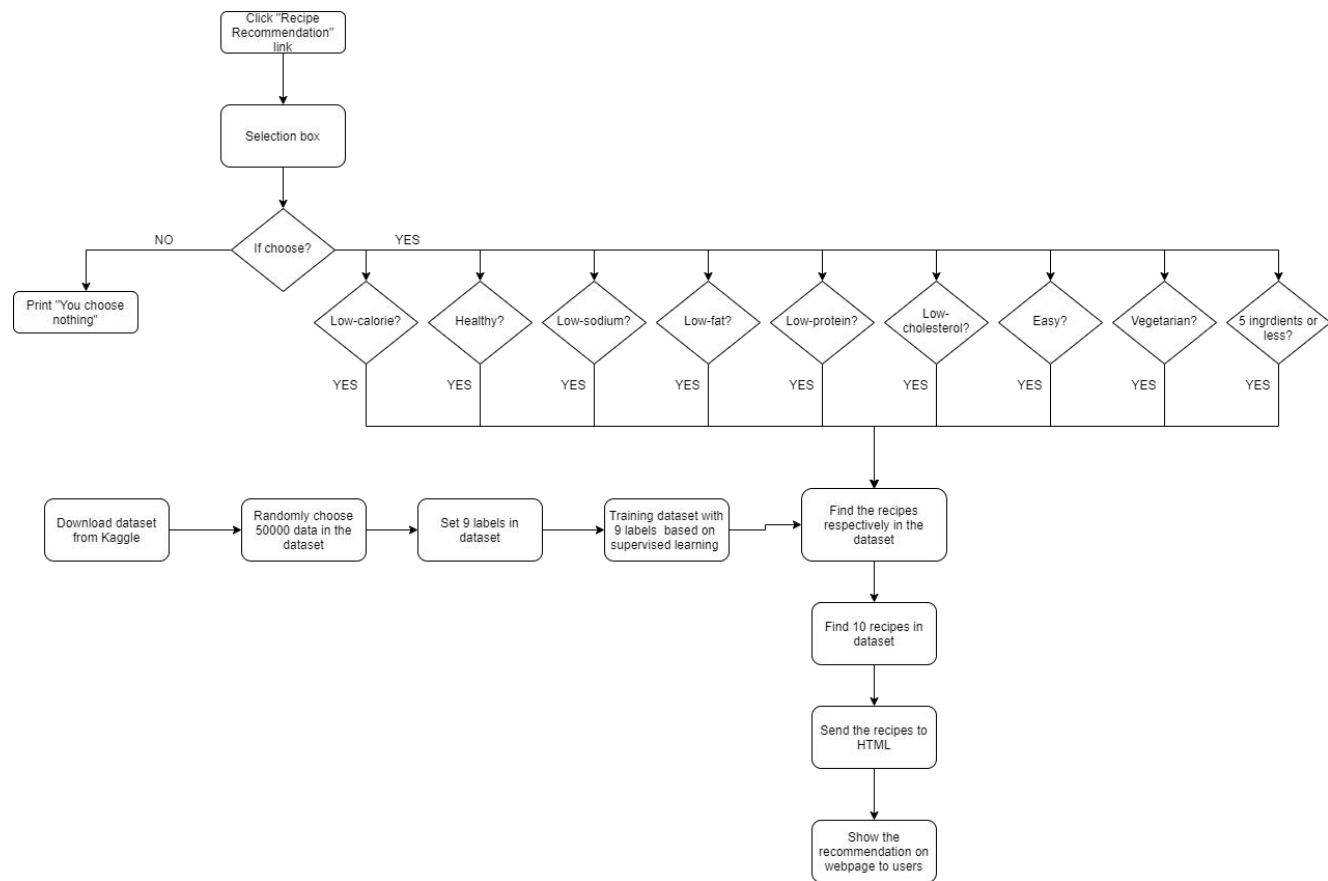 Click "Recipe
Recommendation"
link
Selection box
If choose?
NO
YES
Print "You choose
nothing"
Low-calorie?
Healthy?
Low-sodium?
Low-fat?
Low-protein?
Low-
cholesterol?
Easy?
Vegetarian?
5 ingrdients or
less?
YES
YES
YES
YES
YES
YES
YES
YES
YES
Download dataset
from Kaggle
Randomly choose
50000 data in the
dataset
Set 9 labels in
dataset
Training dataset with
9 labels based on
supervised learning
Find the recipes
respectively in the
dataset
Find 10 recipes in
dataset
Send the recipes to
HTML
Show the
recommendation on
webpage to users